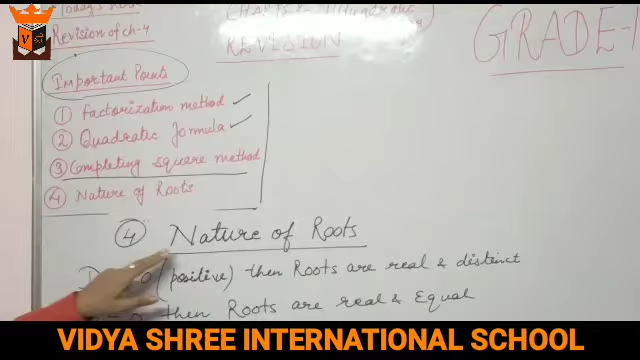 Today's
Revision of ch-4
REVISION
GRADE-1
Important Points
① Factorization method ✓
② Quadratic formula ✓
③ Completing square method
④ Nature of Roots
④ Nature of Roots
(positive) then Roots are real & distinct
then Roots are real & Equal
VIDYA SHREE INTERNATIONAL SCHOOL